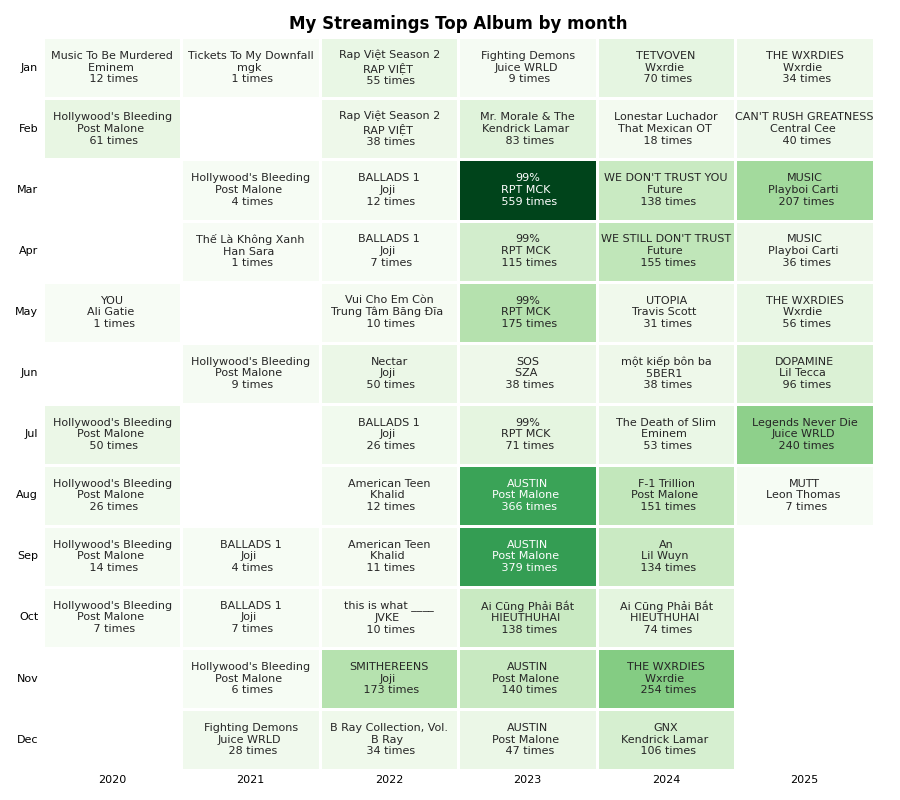 My Streamings Top Album by month
Jan
Music To Be Murdered
Eminem
12 times
Tickets To My Downfall
mgk
1 times
Rap Việt Season 2
RAP VIỆT
55 times
Fighting Demons
Juice WRLD
9 times
TETVOVEN
Wxrdie
70 times
THE WXRDIES
Wxrdie
34 times
Feb
Hollywood's Bleeding
Post Malone
61 times
Rap Việt Season 2
RAP VIỆT
38 times
Mr. Morale & The
Kendrick Lamar
83 times
Lonestar Luchador
That Mexican OT
18 times
CAN'T RUSH GREATNESS
Central Cee
40 times
Mar
Hollywood's Bleeding
Post Malone
4 times
BALLADS 1
Joji
12 times
99%
RPT MCK
559 times
WE DON'T TRUST YOU
Future
138 times
MUSIC
Playboi Carti
207 times
Apr
Thế Là Không Xanh
Han Sara
1 times
BALLADS 1
Joji
7 times
99%
RPT MCK
115 times
WE STILL DON'T TRUST
Future
155 times
MUSIC
Playboi Carti
36 times
May
YOU
Ali Gatie
1 times
Vui Cho Em Còn
Trung Tâm Băng Đĩa
10 times
99%
RPT MCK
175 times
UTOPIA
Travis Scott
31 times
THE WXRDIES
Wxrdie
56 times
Jun
Hollywood's Bleeding
Post Malone
9 times
Nectar
Joji
50 times
SOS
SZA
38 times
một kiếp bôn ba
5BER1
38 times
DOPAMINE
Lil Tecca
96 times
Jul
Hollywood's Bleeding
Post Malone
50 times
BALLADS 1
Joji
26 times
99%
RPT MCK
71 times
The Death of Slim
Eminem
53 times
Legends Never Die
Juice WRLD
240 times
Aug
Hollywood's Bleeding
Post Malone
26 times
American Teen
Khalid
12 times
AUSTIN
Post Malone
366 times
F-1 Trillion
Post Malone
151 times
MUTT
Leon Thomas
7 times
Sep
Hollywood's Bleeding
Post Malone
14 times
BALLADS 1
Joji
4 times
American Teen
Khalid
11 times
AUSTIN
Post Malone
379 times
An
Lil Wuyn
134 times
Oct
Hollywood's Bleeding
Post Malone
7 times
BALLADS 1
Joji
7 times
this is what ____
JVKE
10 times
Ai Cũng Phải Bắt
HIEUTHUHAI
138 times
Ai Cũng Phải Bắt
HIEUTHUHAI
74 times
Nov
Hollywood's Bleeding
Post Malone
6 times
SMITHEREENS
Joji
173 times
AUSTIN
Post Malone
140 times
THE WXRDIES
Wxrdie
254 times
Dec
Fighting Demons
Juice WRLD
28 times
B Ray Collection, Vol.
B Ray
34 times
AUSTIN
Post Malone
47 times
GNX
Kendrick Lamar
106 times
2020
2021
2022
2023
2024
2025